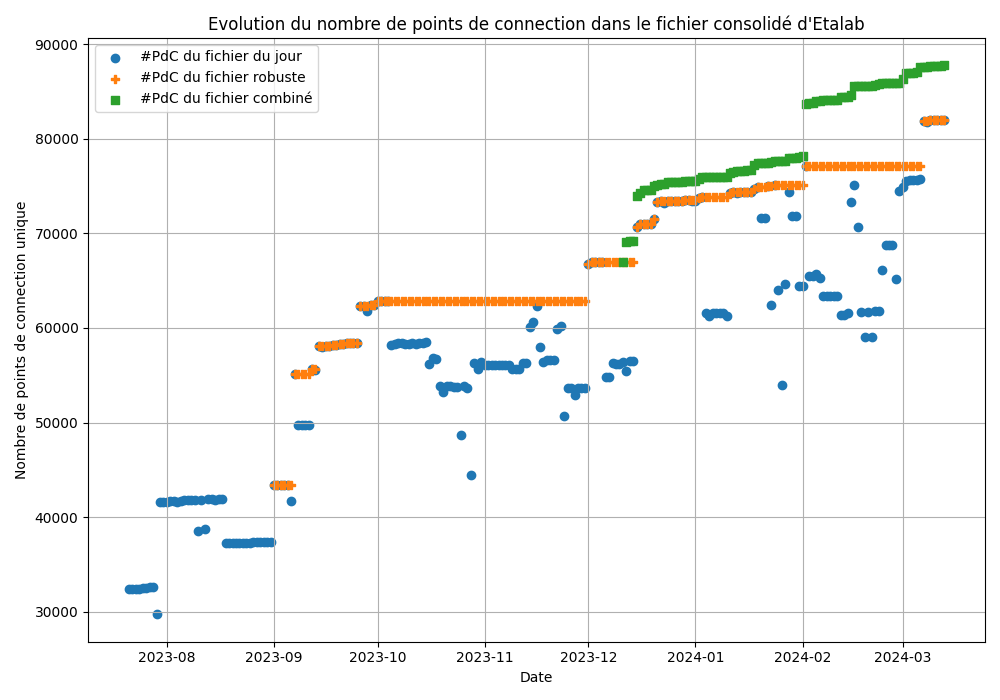 Evolution du nombre de points de connection dans le fichier consolidé d'Etalab
#PdC du fichier du jour
#PdC du fichier robuste
#PdC du fichier combiné
Nombre de points de connection unique
90000
80000
70000
60000
50000
40000
30000
2023-08
2023-09
2023-10
2023-11
2023-12
2024-01
2024-02
2024-03
Date